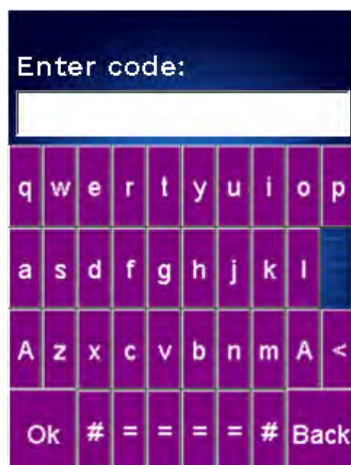 Enter code:
q w e r t y u i o p
a s d f g h j k l
A z x c v b n m A <
Ok # = = = = # Back